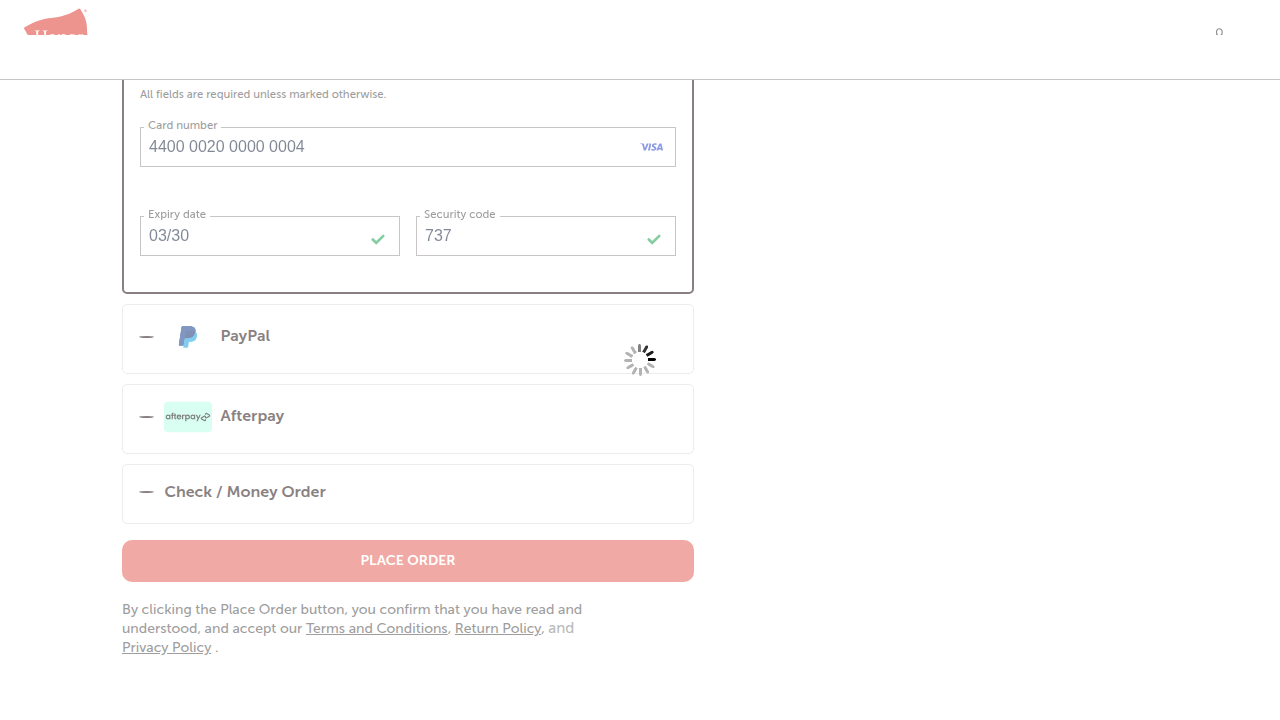 All fields are required unless marked otherwise.
Card number
4400 0020 0000 0004
VISA
Expiry date
Security code
03/30
737
PayPal
afterpay
Afterpay
Check / Money Order
PLACE ORDER
By clicking the Place Order button, you confirm that you have read and
understood, and accept our Terms and Conditions, Return Policy, and
Privacy Policy .